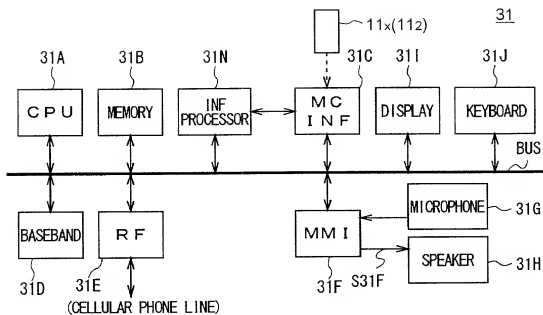 11x(112)
31
31A
31B
31N
31C
31I
31J
CPU
MEMORY
INF
PROCESSOR
MC
INF
DISPLAY
KEYBOARD
BUS
BASEBAND
RF
MMI
MICROPHONE
31G
SPEAKER
31H
31D
31E
31F
S31F
(CELLULAR PHONE LINE)